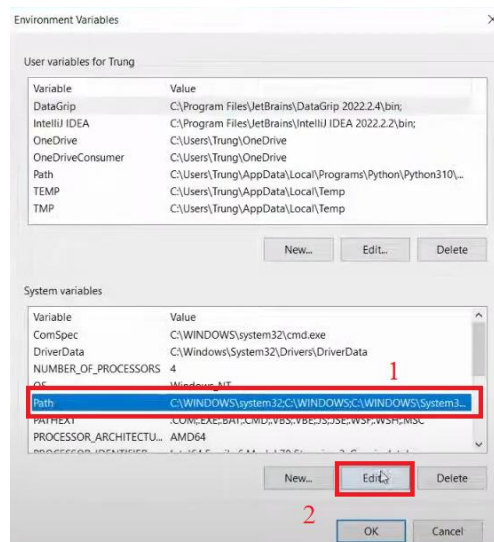 Environment Variables
User variables for Trung
Variable Value
DataGrip C:\Program Files\JetBrains\DataGrip 2022.2.4\bin;
IntelliJ IDEA C:\Program Files\JetBrains\IntelliJ IDEA 2022.2.2\bin;
OneDrive C:\Users\Trung\OneDrive
OneDriveConsumer C:\Users\Trung\OneDrive
Path C:\Users\Trung\AppData\Local\Programs\Python\Python310\...
TEMP C:\Users\Trung\AppData\Local\Temp
TMP C:\Users\Trung\AppData\Local\Temp
New... Edit... Delete
System variables
Variable Value
ComSpec C:\WINDOWS\system32\cmd.exe
DriverData C:\Windows\System32\Drivers\DriverData
NUMBER_OF_PROCESSORS 4
1
OS Windows_NT
Path C:\WINDOWS\system32;C:\WINDOWS;C:\WINDOWS\System3...
PATHEXT .COM;.EXE;.BAT;.CMD;.VBS;.VBE;.JS;.JSE;.WSF;.WSH;.MSC
PROCESSOR_ARCHITECTU... AMD64
PROCESSOR_IDENTIFIER
New... Edit... Delete
2
OK Cancel